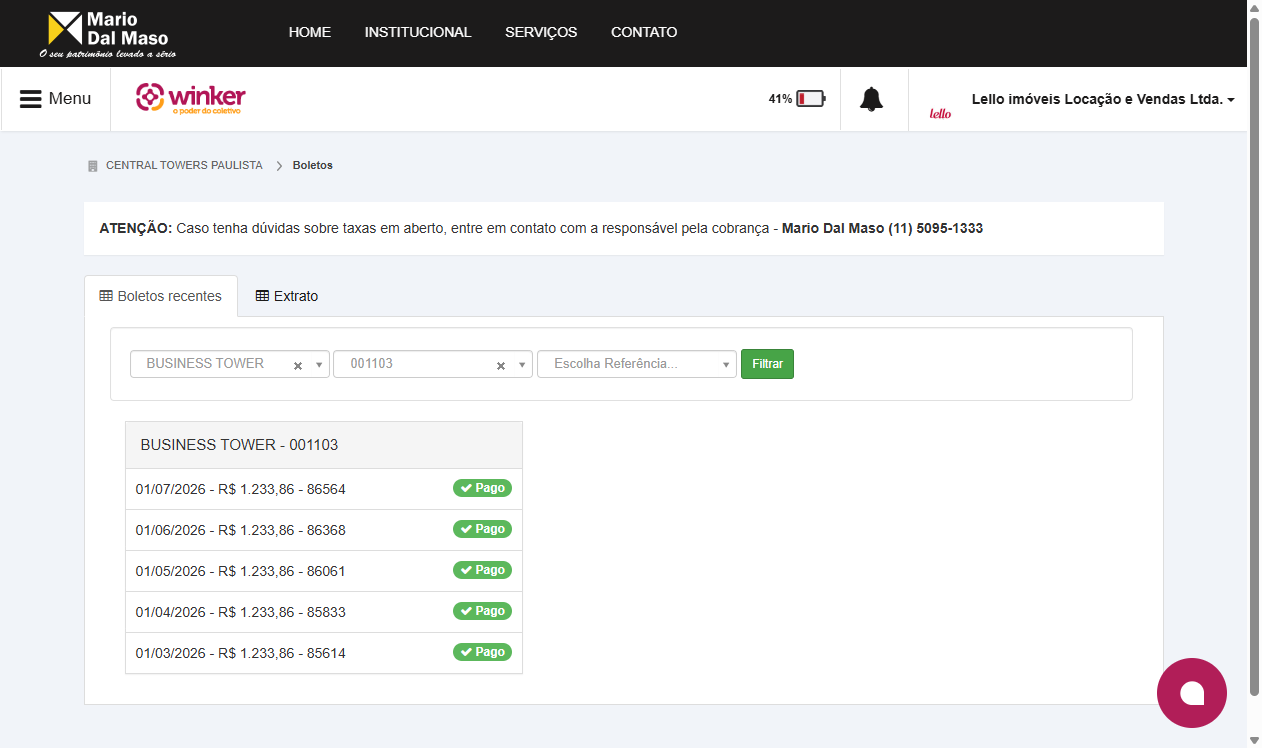 Mario
Dal Maso
O seu patrimônio levado a sério
HOME INSTITUCIONAL SERVIÇOS CONTATO
Menu
winker
o poder do coletivo
41%
lello
Lello imóveis Locação e Vendas Ltda.
CENTRAL TOWERS PAULISTA > Boletos
ATENÇÃO: Caso tenha dúvidas sobre taxas em aberto, entre em contato com a responsável pela cobrança - Mario Dal Maso (11) 5095-1333
Boletos recentes Extrato
BUSINESS TOWER × 001103 × Escolha Referência... Filtrar
BUSINESS TOWER - 001103
01/07/2026 - R$ 1.233,86 - 86564 Pago
01/06/2026 - R$ 1.233,86 - 86368 Pago
01/05/2026 - R$ 1.233,86 - 86061 Pago
01/04/2026 - R$ 1.233,86 - 85833 Pago
01/03/2026 - R$ 1.233,86 - 85614 Pago